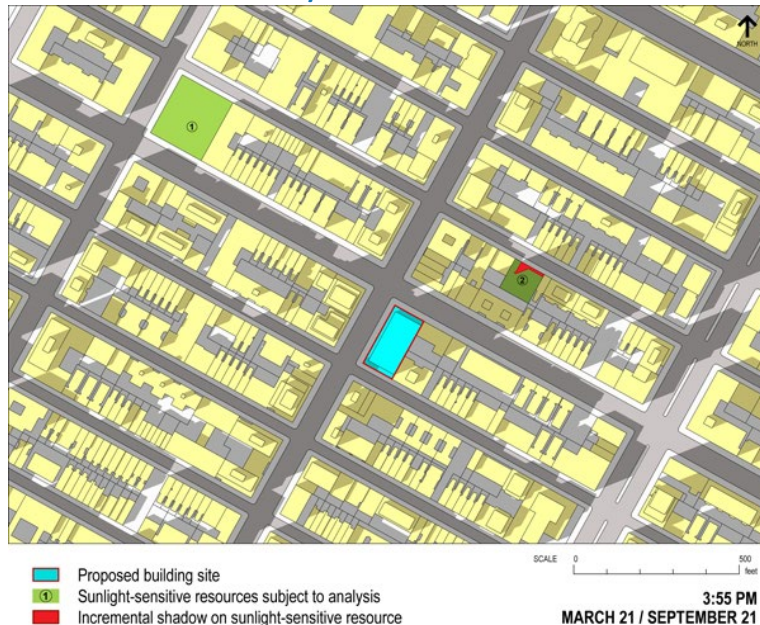 NORTH
①
②
SCALE 0 500
feet
Proposed building site
① Sunlight-sensitive resources subject to analysis
Incremental shadow on sunlight-sensitive resource
3:55 PM
MARCH 21 / SEPTEMBER 21